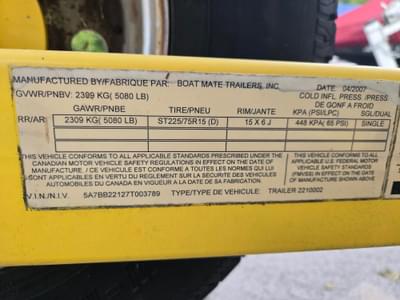 MANUFACTURED BY/FABRIQUE PAR: BOAT MATE TRAILERS, INC. DATE 04/2007
GVWR/PNBV: 2399 KG( 5080 LB) COLD INFL. PRESS ./PRESS
DE GONF A FROID
GAWR/PNBE TIRE/PNEU RIM/JANTE KPA (PSI/LPC) SGL/DUAL
RR/AR 2309 KG( 5080 LB) ST225/75R15 (D) 15 X 6 J 448 KPA( 65 PSI) SINGLE
THIS VEHICLE CONFORMS TO ALL APPLICABLE STANDARDS PRESCRIBED UNDER THE
CANADIAN MOTOR VEHICLE SAFETY REGULATIONS IN EFFECT ON THE DATE OF
MANUFACTURE. / CE VEHICULE EST CONFORME A TOUTES LES NORMES QUI LUI SONT
APPLICABLES EN VERTU DU REGLEMENT SUR LA SECURITE DES VEHICULES
AUTOMOBILES DU CANADA EN VIGUEUR A LA DATE DE SA FABRICATION.
THIS VEHICLE CONFORMS TO ALL
APPLICABLE U.S. FEDERAL MOTOR
VEHICLE SAFETY STANDARDS
(FMVSS) IN EFFECT ON THE DATE OF
MANUFACTURE SHOWN ABOVE.
V.I.N./N.I.V. 5A7BB22127T003789 TYPE/TYPE DE VEHICULE: TRAILER 2210002